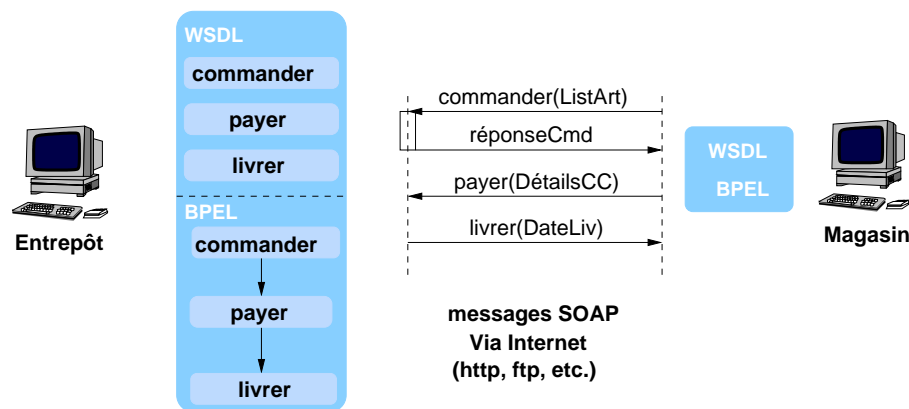 WSDL
commander
payer
livrer
BPEL
commander
payer
livrer
Entrepôt
commander(ListArt)
réponseCmd
payer(DétailsCC)
livrer(DateLiv)
messages SOAP
Via Internet
(http, ftp, etc.)
WSDL
BPEL
Magasin